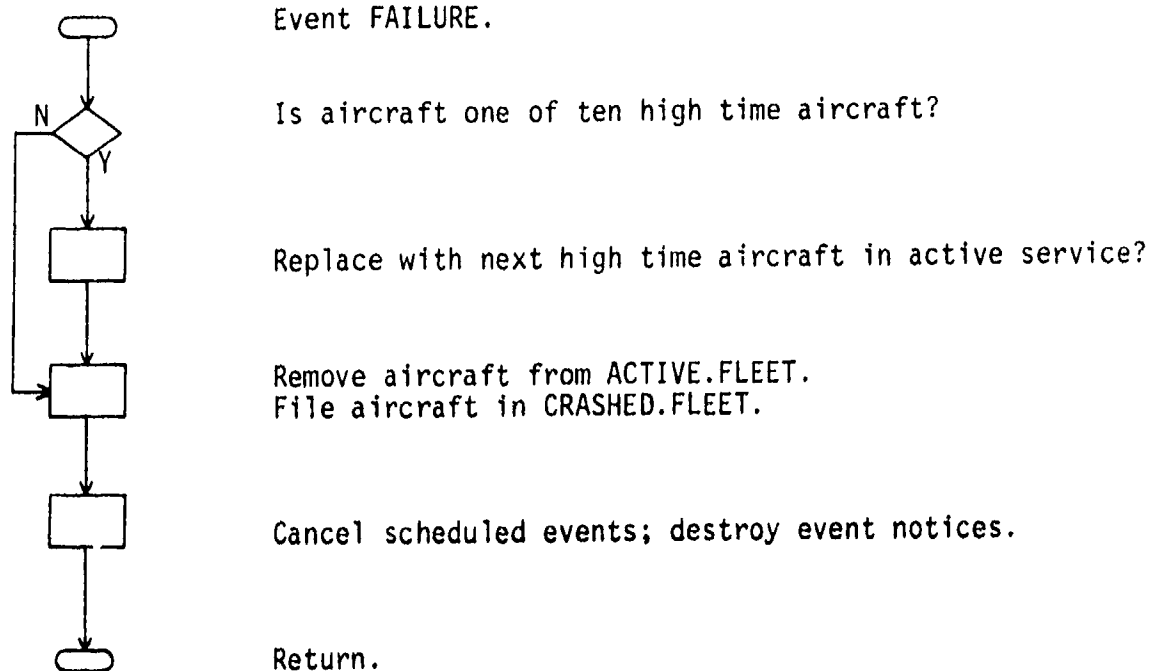 Event FAILURE.
N
Is aircraft one of ten high time aircraft?
Y
Replace with next high time aircraft in active service?
Remove aircraft from ACTIVE.FLEET.
File aircraft in CRASHED.FLEET.
Cancel scheduled events; destroy event notices.
Return.